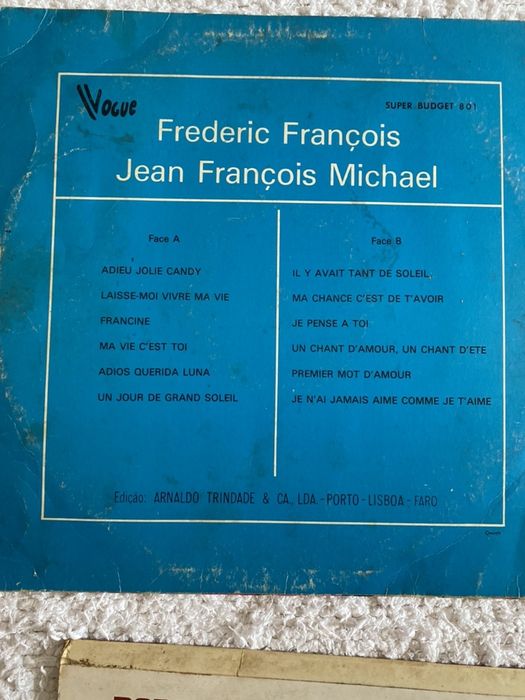 Vogue
SUPER BUDGET 801
Frederic François
Jean François Michael
Face A
ADIEU JOLIE CANDY
LAISSE-MOI VIVRE MA VIE
FRANCINE
MA VIE C'EST TOI
ADIOS QUERIDA LUNA
UN JOUR DE GRAND SOLEIL
Face B
IL Y AVAIT TANT DE SOLEIL
MA CHANCE C'EST DE T'AVOIR
JE PENSE A TOI
UN CHANT D'AMOUR, UN CHANT D'ETE
PREMIER MOT D'AMOUR
JE N'AI JAMAIS AIME COMME JE T'AIME
Edição: ARNALDO TRINDADE & CA, LDA.-PORTO-LISBOA-FARO